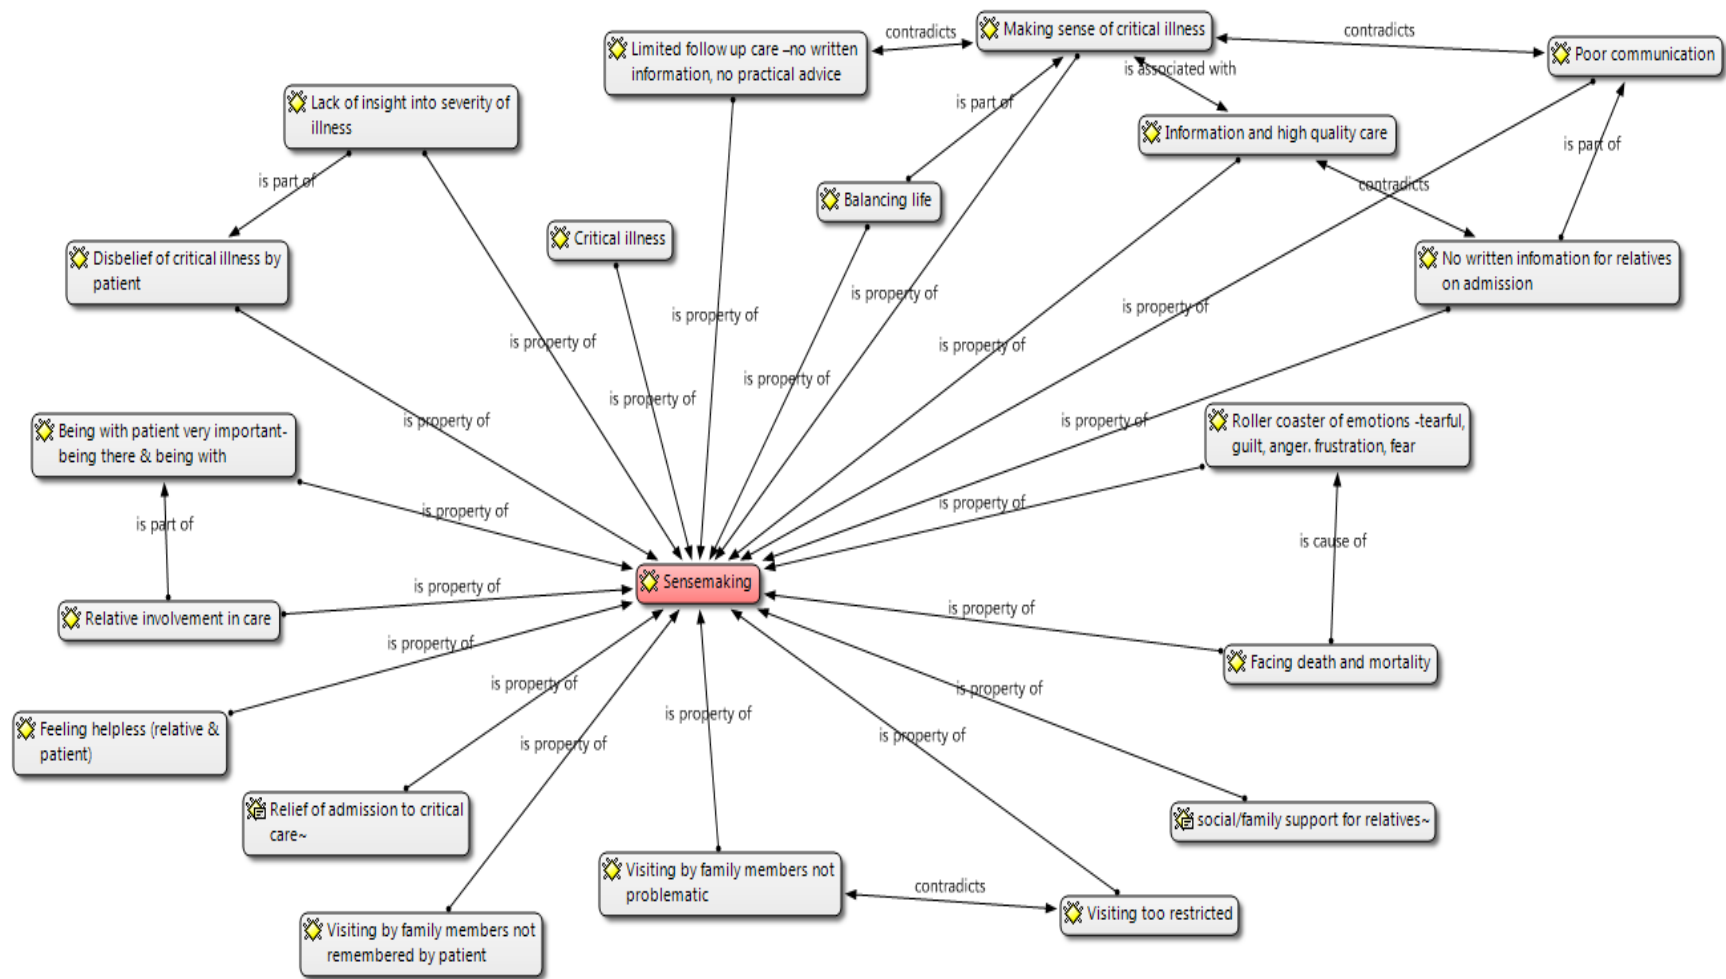 Making sense of critical illness
contradicts
contradicts
Limited follow up care –no written
information, no practical advice
Poor communication
is associated with
Lack of insight into severity of
illness
is part of
Information and high quality care
is part of
is part of
contradicts
Balancing life
Critical illness
Disbelief of critical illness by
patient
No written infomation for relatives
on admission
is property of
is property of
is property of
is property of
is property of
is property of
is property of
is property of
is property of
Being with patient very important-
being there & being with
Roller coaster of emotions -tearful,
guilt, anger. frustration, fear
is property of
is property of
is part of
is cause of
Sensemaking
is property of
Relative involvement in care
is property of
is property of
Facing death and mortality
is property of
is property of
is property of
Feeling helpless (relative &
patient)
is property of
is property of
Relief of admission to critical
care~
social/family support for relatives~
Visiting by family members not
problematic
contradicts
Visiting too restricted
Visiting by family members not
remembered by patient